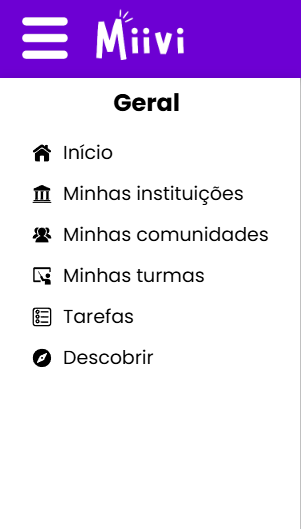 Miivi
Geral
Início
Minhas instituições
Minhas comunidades
Minhas turmas
Tarefas
Descobrir